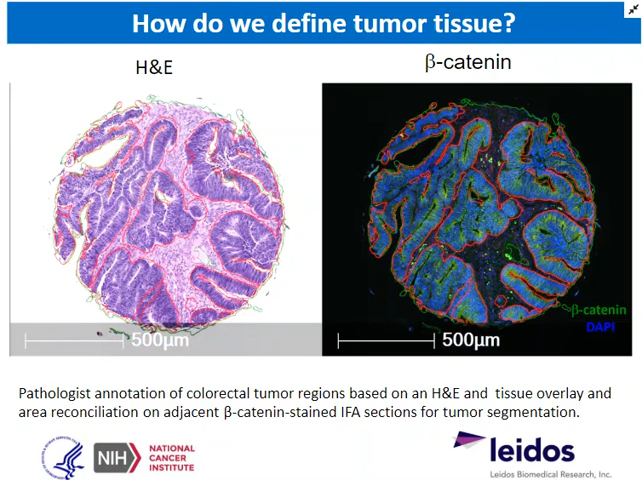 How do we define tumor tissue?
H&E
β-catenin
500µm
500µm
β-catenin
DAPI
Pathologist annotation of colorectal tumor regions based on an H&E and tissue overlay and
area reconciliation on adjacent β-catenin-stained IFA sections for tumor segmentation.
NIH
NATIONAL
CANCER
INSTITUTE
leidos
Leidos Biomedical Research, Inc.